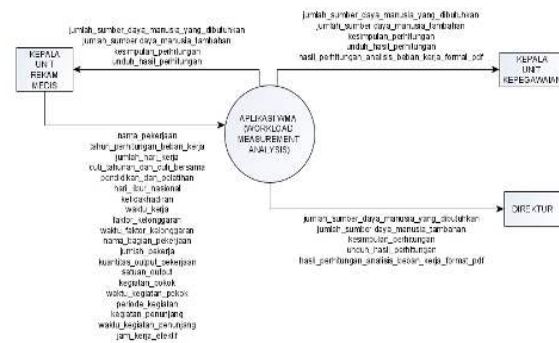 jumlah_sumber_daya_manusia_yang_dibutuhkan
jumlah_sumber_daya_manusia_tambahan
kesimpulan_perhitungan
unduh_hasil_perhitungan
KEPALA
UNIT
REKAM
MEDIS
jumlah_sumber_daya_manusia_yang_dibutuhkan
jumlah_sumber_daya_manusia_tambahan
kesimpulan_perhitungan
unduh_hasil_perhitungan
hasil_perhitungan_analisis_beban_kerja_format_pdf
KEPALA
UNIT
KEPEGAWAIAN
APLIKASI WMA
(WORKLOAD
MEASUREMENT
ANALYSIS)
nama_pekerjaan
tahun_perhitungan_beban_kerja
jumlah_hari_kerja
cuti_tahunan_dan_cuti_bersama
pendidikan_dan_pelatihan
hari_libur_nasional
ketidakhadiran
waktu_kerja
faktor_kelonggaran
waktu_faktor_kelonggaran
nama_bagian_pekerjaan
jumlah_pekerja
kuantitas_output_pekerjaan
satuan_output
kegiatan_pokok
waktu_kegiatan_pokok
periode_kegiatan
kegiatan_penunjang
waktu_kegiatan_penunjang
jam_kerja_efektif
DIREKTUR
jumlah_sumber_daya_manusia_yang_dibutuhkan
jumlah_sumber_daya_manusia_tambahan
kesimpulan_perhitungan
unduh_hasil_perhitungan
hasil_perhitungan_analisis_beban_kerja_format_pdf